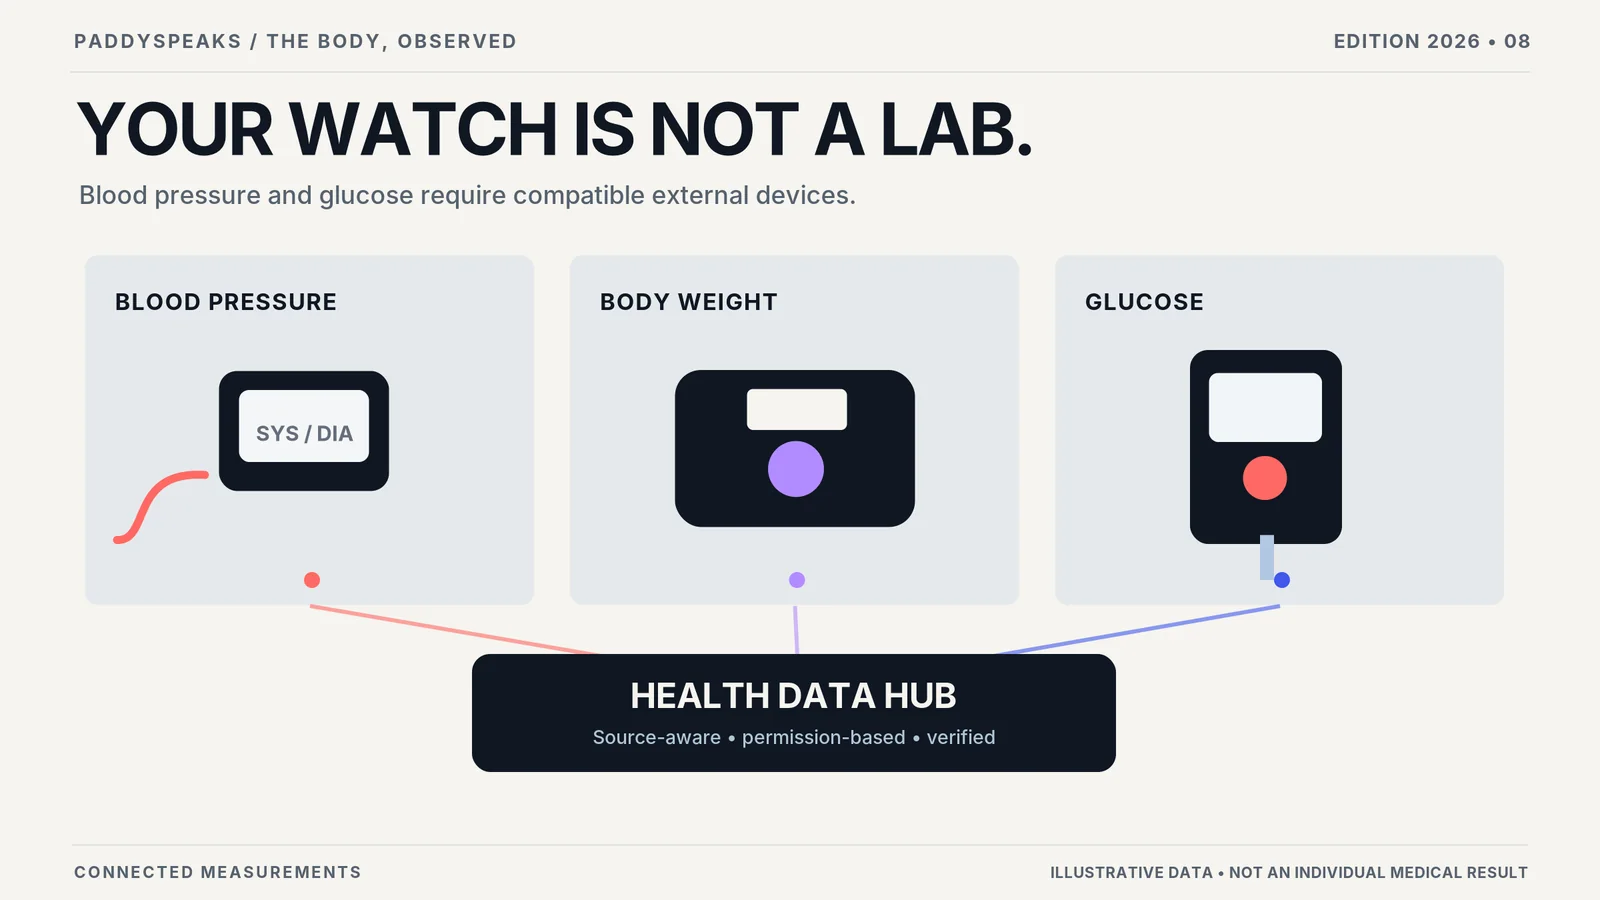 PADDYSPEAKS / THE BODY, OBSERVED
EDITION 2026 • 08
YOUR WATCH IS NOT A LAB.
Blood pressure and glucose require compatible external devices.
BLOOD PRESSURE
SYS / DIA
BODY WEIGHT
GLUCOSE
HEALTH DATA HUB
Source-aware • permission-based • verified
CONNECTED MEASUREMENTS
ILLUSTRATIVE DATA • NOT AN INDIVIDUAL MEDICAL RESULT